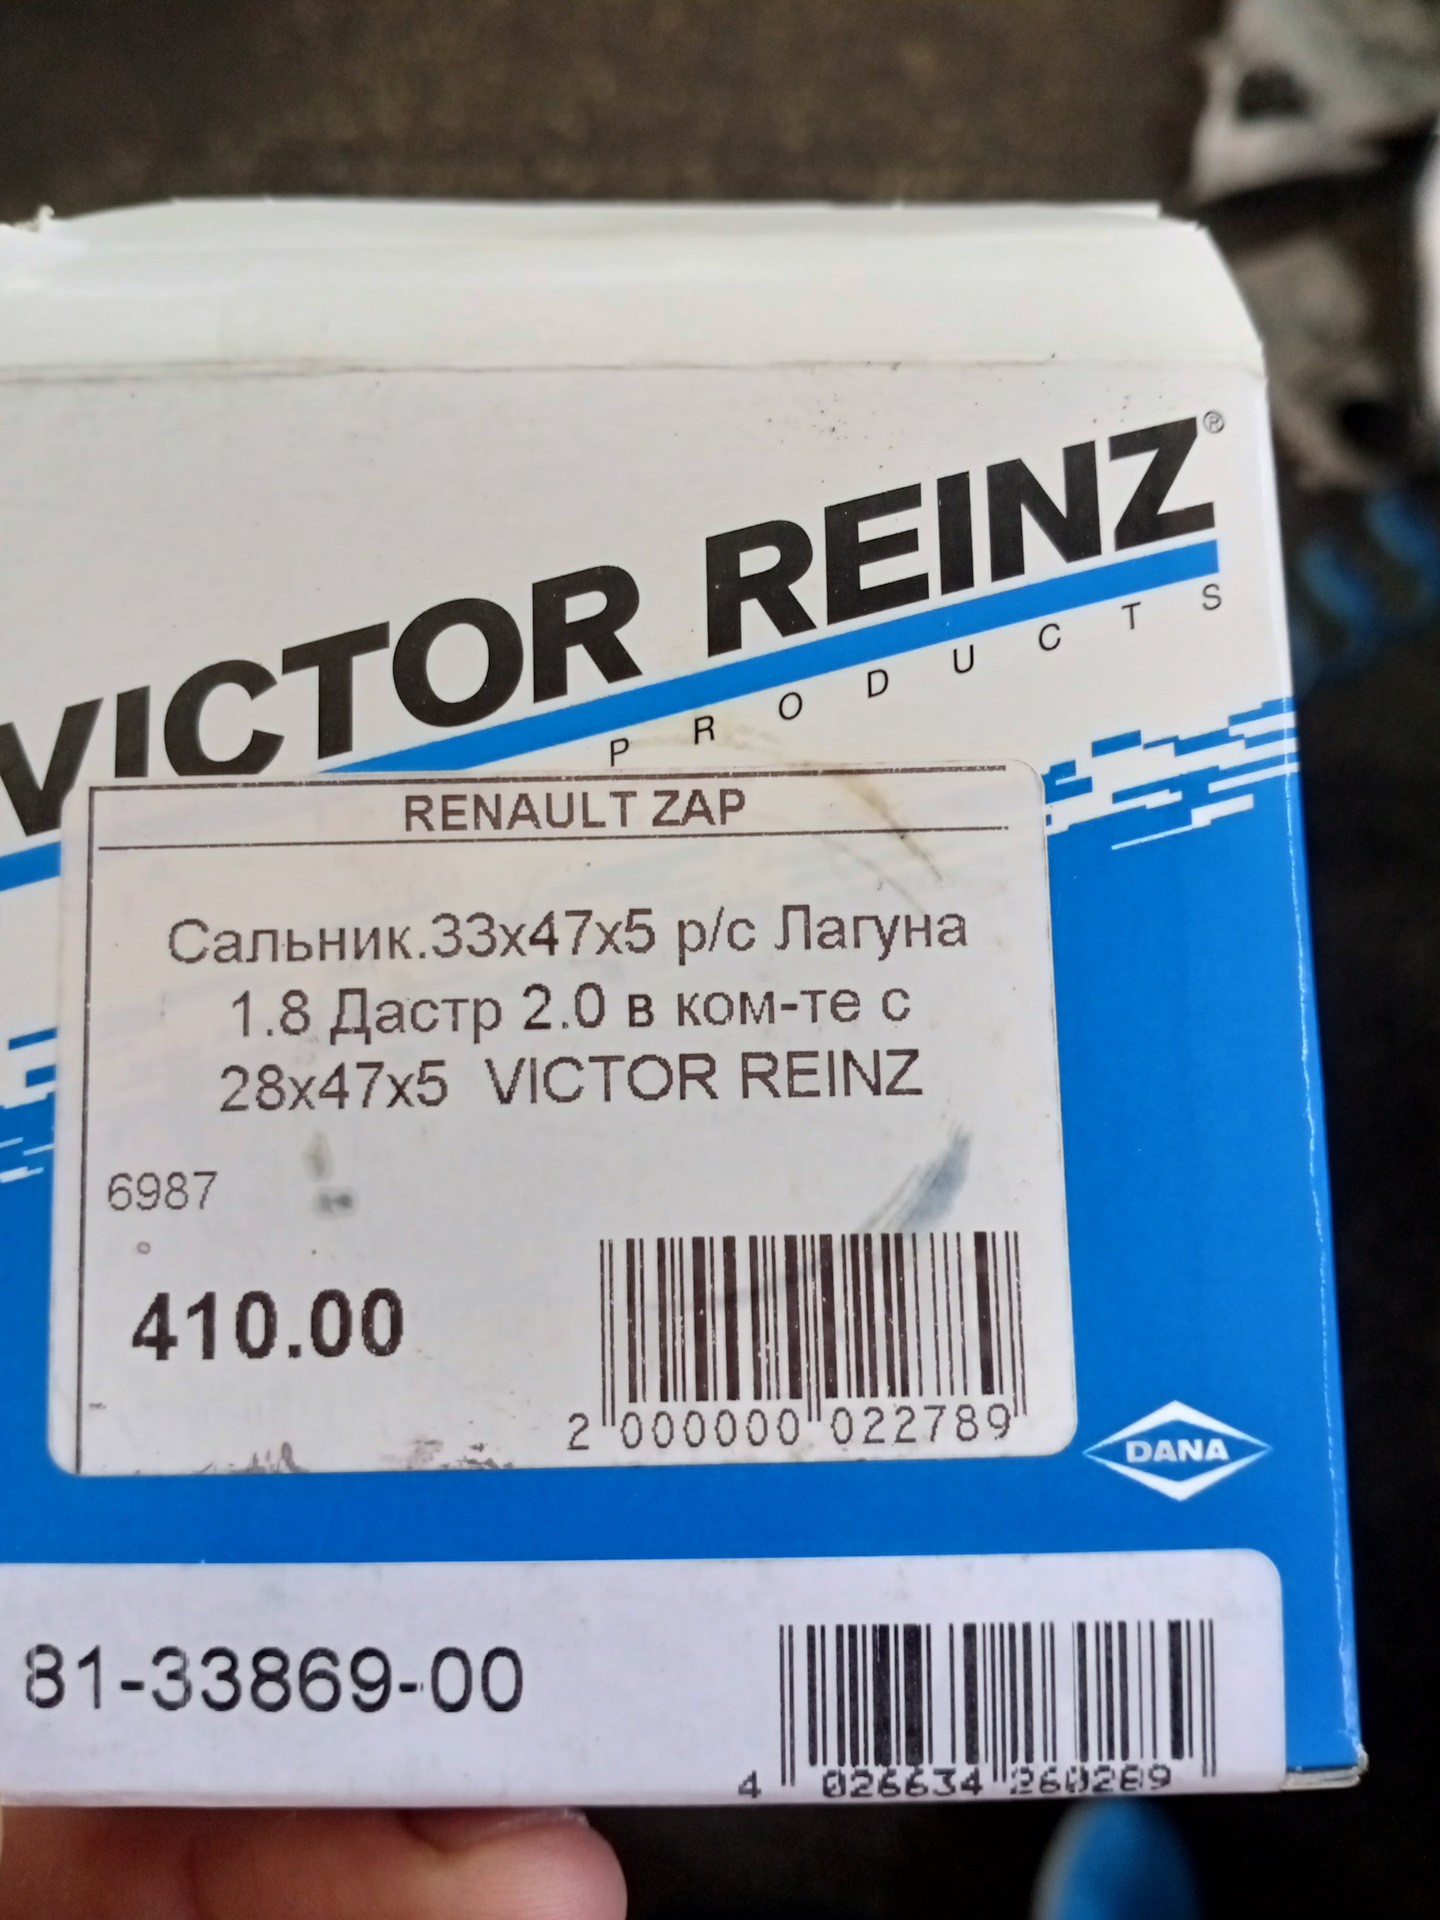 VICTOR REINZ®
PRODUCTS
RENAULT ZAP
Сальник.33x47x5 р/с Лагуна
1.8 Дастр 2.0 в ком-те с
28x47x5 VICTOR REINZ
6987
410.00
2 000000 022789
DANA
81-33869-00
4 026634 260289